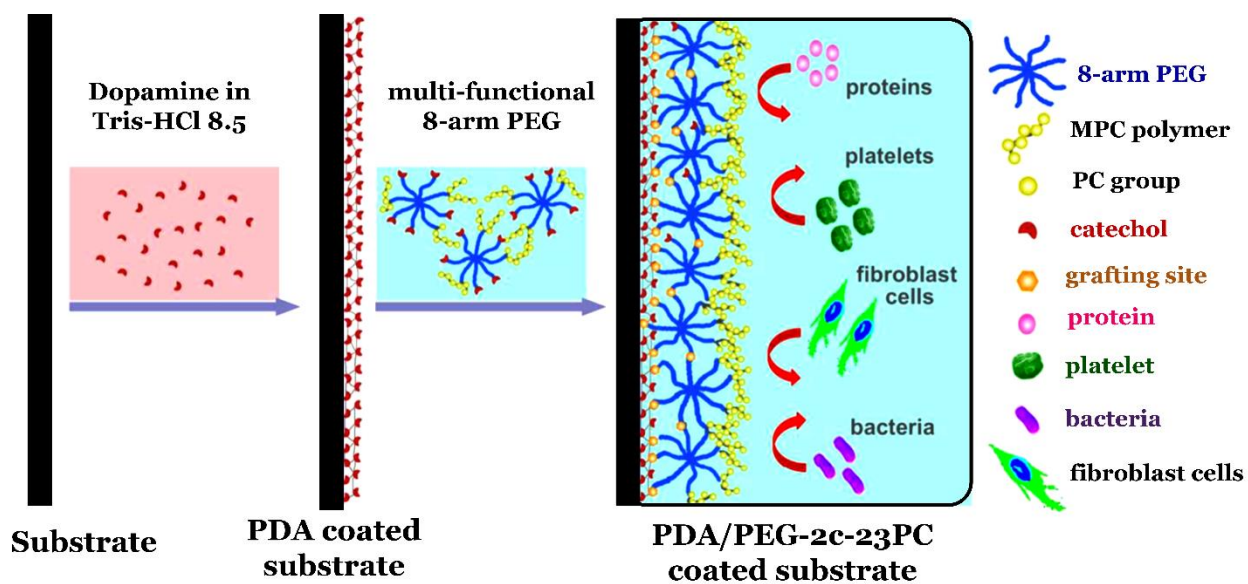 Dopamine in
Tris-HCl 8.5
multi-functional
8-arm PEG
proteins
platelets
fibroblast
cells
bacteria
Substrate
PDA coated
substrate
PDA/PEG-2c-23PC
coated substrate
8-arm PEG
MPC polymer
PC group
catechol
grafting site
protein
platelet
bacteria
fibroblast cells